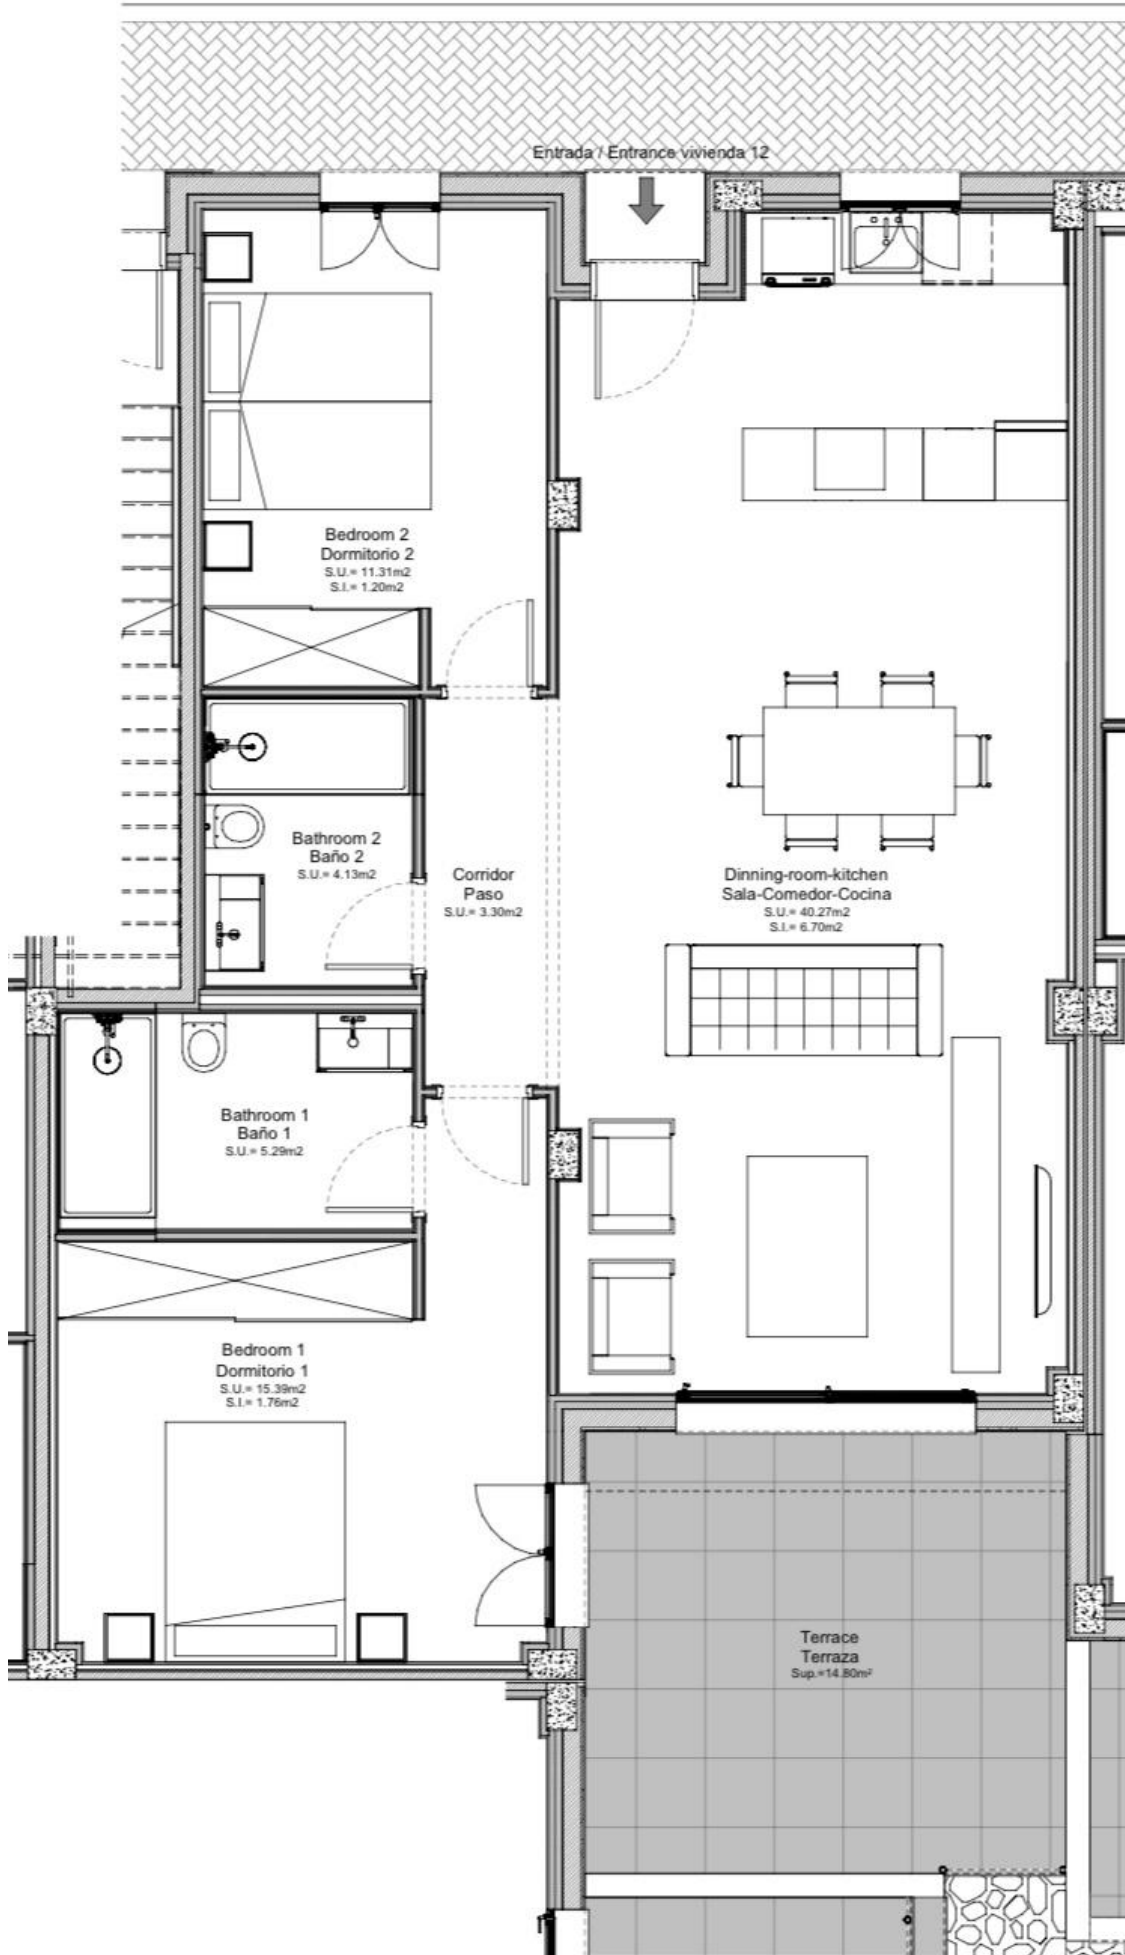 Entrada / Entrance vivienda 12
Bedroom 2
Dormitorio 2
S.U.= 11.31m2
S.I.= 1.20m2
Bathroom 2
Baño 2
S.U.= 4.13m2
Corridor
Paso
S.U.= 3.30m2
Dinning-room-kitchen
Sala-Comedor-Cocina
S.U.= 40.27m2
S.I.= 6.70m2
Bathroom 1
Baño 1
S.U.= 5.29m2
Bedroom 1
Dormitorio 1
S.U.= 15.39m2
S.I.= 1.76m2
Terrace
Terraza
Sup.=14.80m²